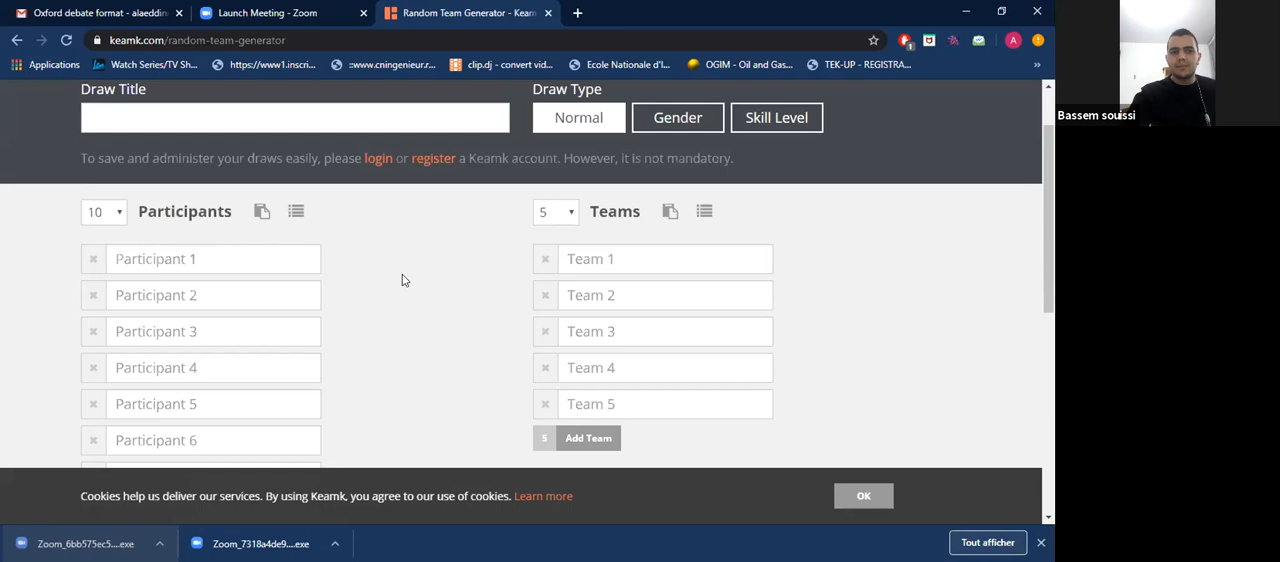 Oxford debate format - alaeddin
Launch Meeting - Zoom
Random Team Generator - Keam
keamk.com/random-team-generator
Applications
Watch Series/TV Sh...
https://www1.inscri...
::www.cningenieur.r...
clip.dj - convert vid...
Ecole Nationale d'I...
OGIM - Oil and Gas...
TEK-UP - REGISTRA...
Bassem souissi
Draw Title
Draw Type
Normal
Gender
Skill Level
To save and administer your draws easily, please login or register a Keamk account. However, it is not mandatory.
10 Participants
5 Teams
Participant 1
Team 1
Participant 2
Team 2
Participant 3
Team 3
Participant 4
Team 4
Participant 5
Team 5
Participant 6
5 Add Team
Cookies help us deliver our services. By using Keamk, you agree to our use of cookies. Learn more
OK
Zoom_6bb575ec5....exe
Zoom_7318a4de9....exe
Tout afficher